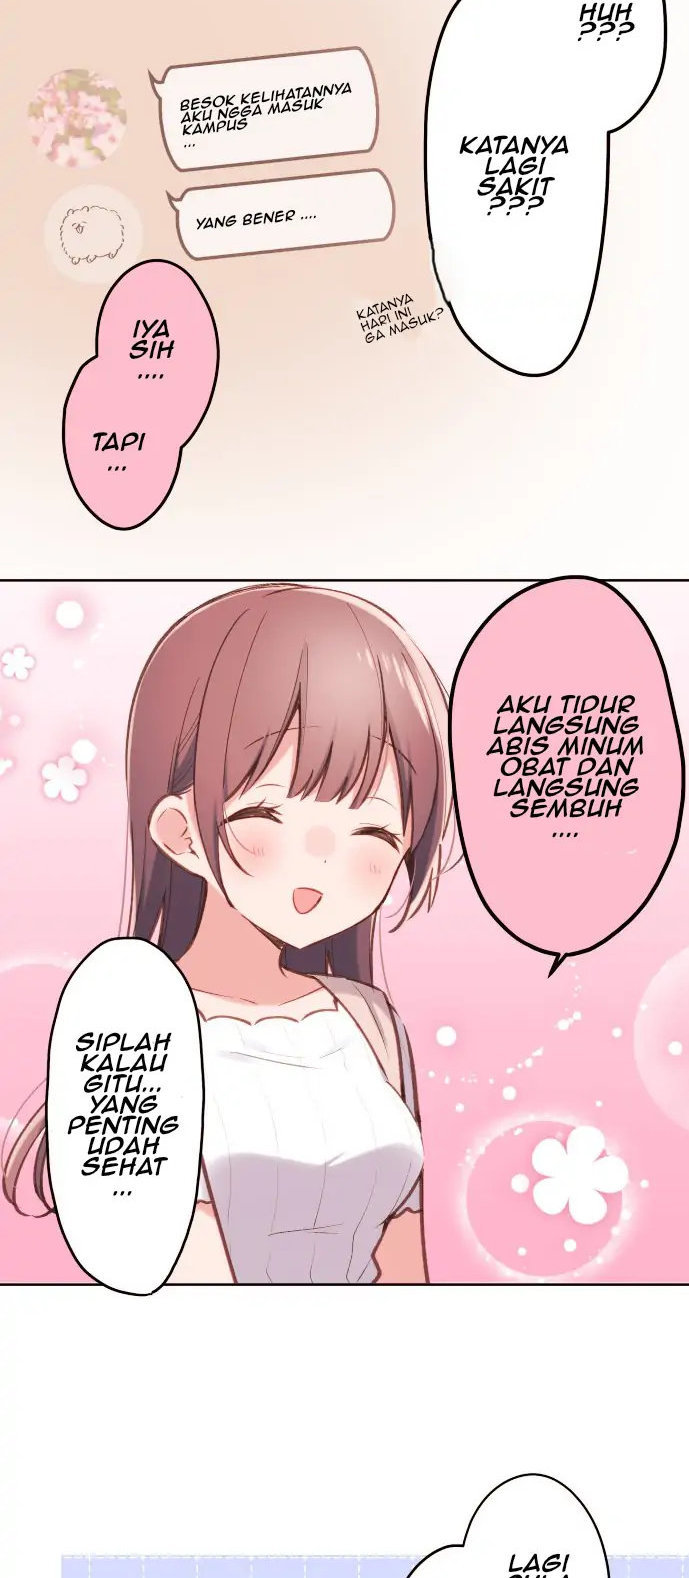 HUH
???
KATANYA
LAGI
SAKIT
???
BESOK KELIHATANNYA
AKU NGGA MASUK
KAMPUS
...
YANG BENER ....
KATANYA
HARI INI
GA MASUK?
IYA
SIH
....
TAPI
...
AKU TIDUR
LANGSUNG
ABIS MINUM
OBAT DAN
LANGSUNG
SEMBUH
....
SIPLAH
KALAU
GITU...
YANG
PENTING
UDAH
SEHAT
...
LAGI